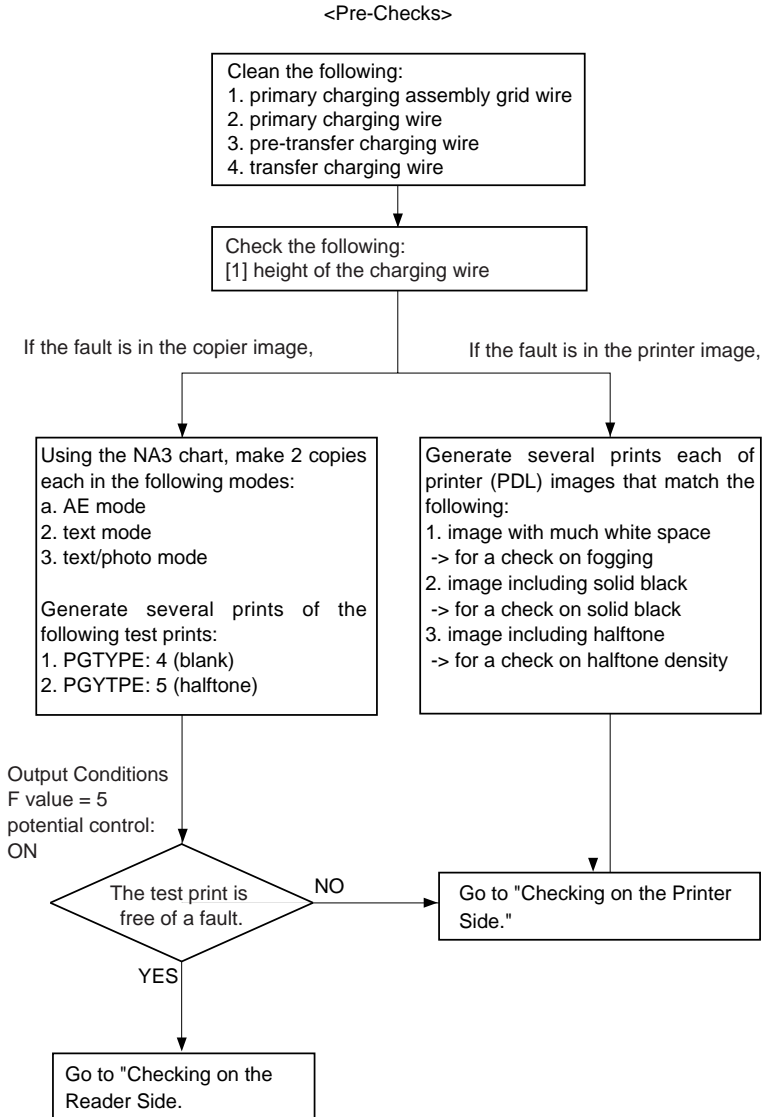 <Pre-Checks>
Clean the following:
1. primary charging assembly grid wire
2. primary charging wire
3. pre-transfer charging wire
4. transfer charging wire
Check the following:
[1] height of the charging wire
If the fault is in the copier image,
If the fault is in the printer image,
Using the NA3 chart, make 2 copies
each in the following modes:
a. AE mode
2. text mode
3. text/photo mode
Generate several prints of the
following test prints:
1. PGTYPE: 4 (blank)
2. PGYTPE: 5 (halftone)
Generate several prints each of
printer (PDL) images that match the
following:
1. image with much white space
-> for a check on fogging
2. image including solid black
-> for a check on solid black
3. image including halftone
-> for a check on halftone density
Output Conditions
F value = 5
potential control:
ON
The test print is
free of a fault.
NO
Go to "Checking on the Printer
Side."
YES
Go to "Checking on the
Reader Side.